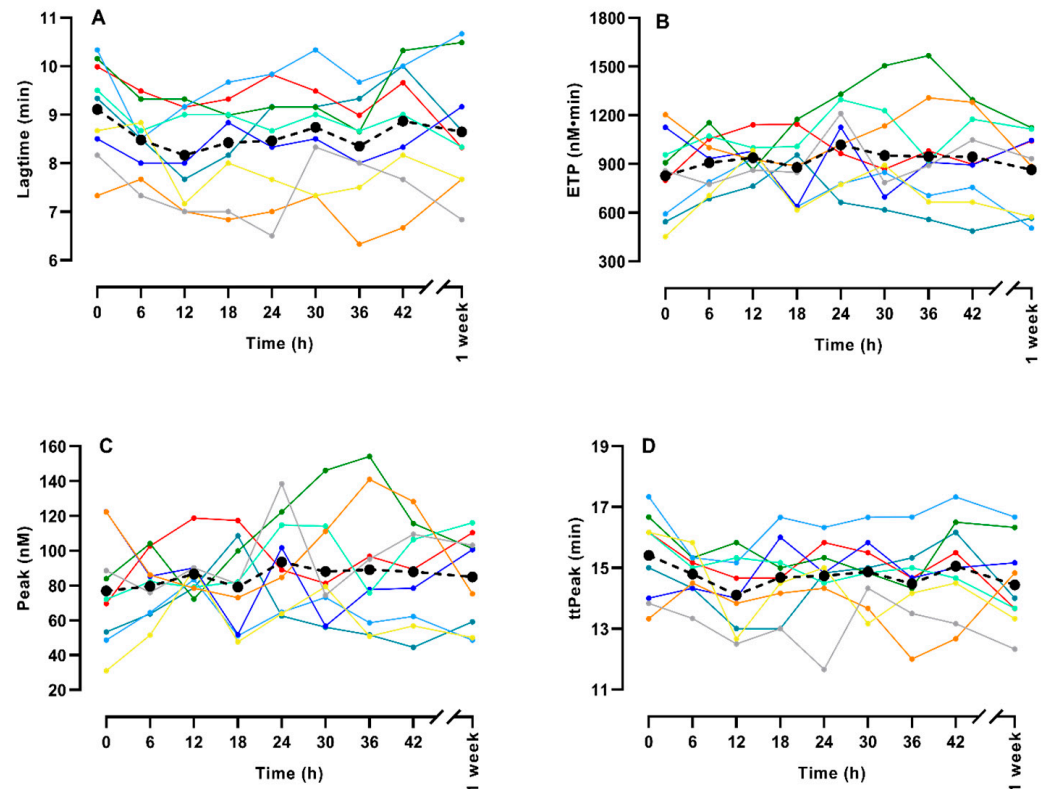 A
Lagtime (min)
11
10
9
8
7
6
0 6 12 18 24 30 36 42 1 week
Time (h)
B
ETP (nM•min)
1800
1500
1200
900
600
300
0 6 12 18 24 30 36 42 1 week
Time (h)
C
Peak (nM)
160
140
120
100
80
60
40
20
0 6 12 18 24 30 36 42 1 week
Time (h)
D
ttPeak (min)
19
17
15
13
11
0 6 12 18 24 30 36 42 1 week
Time (h)